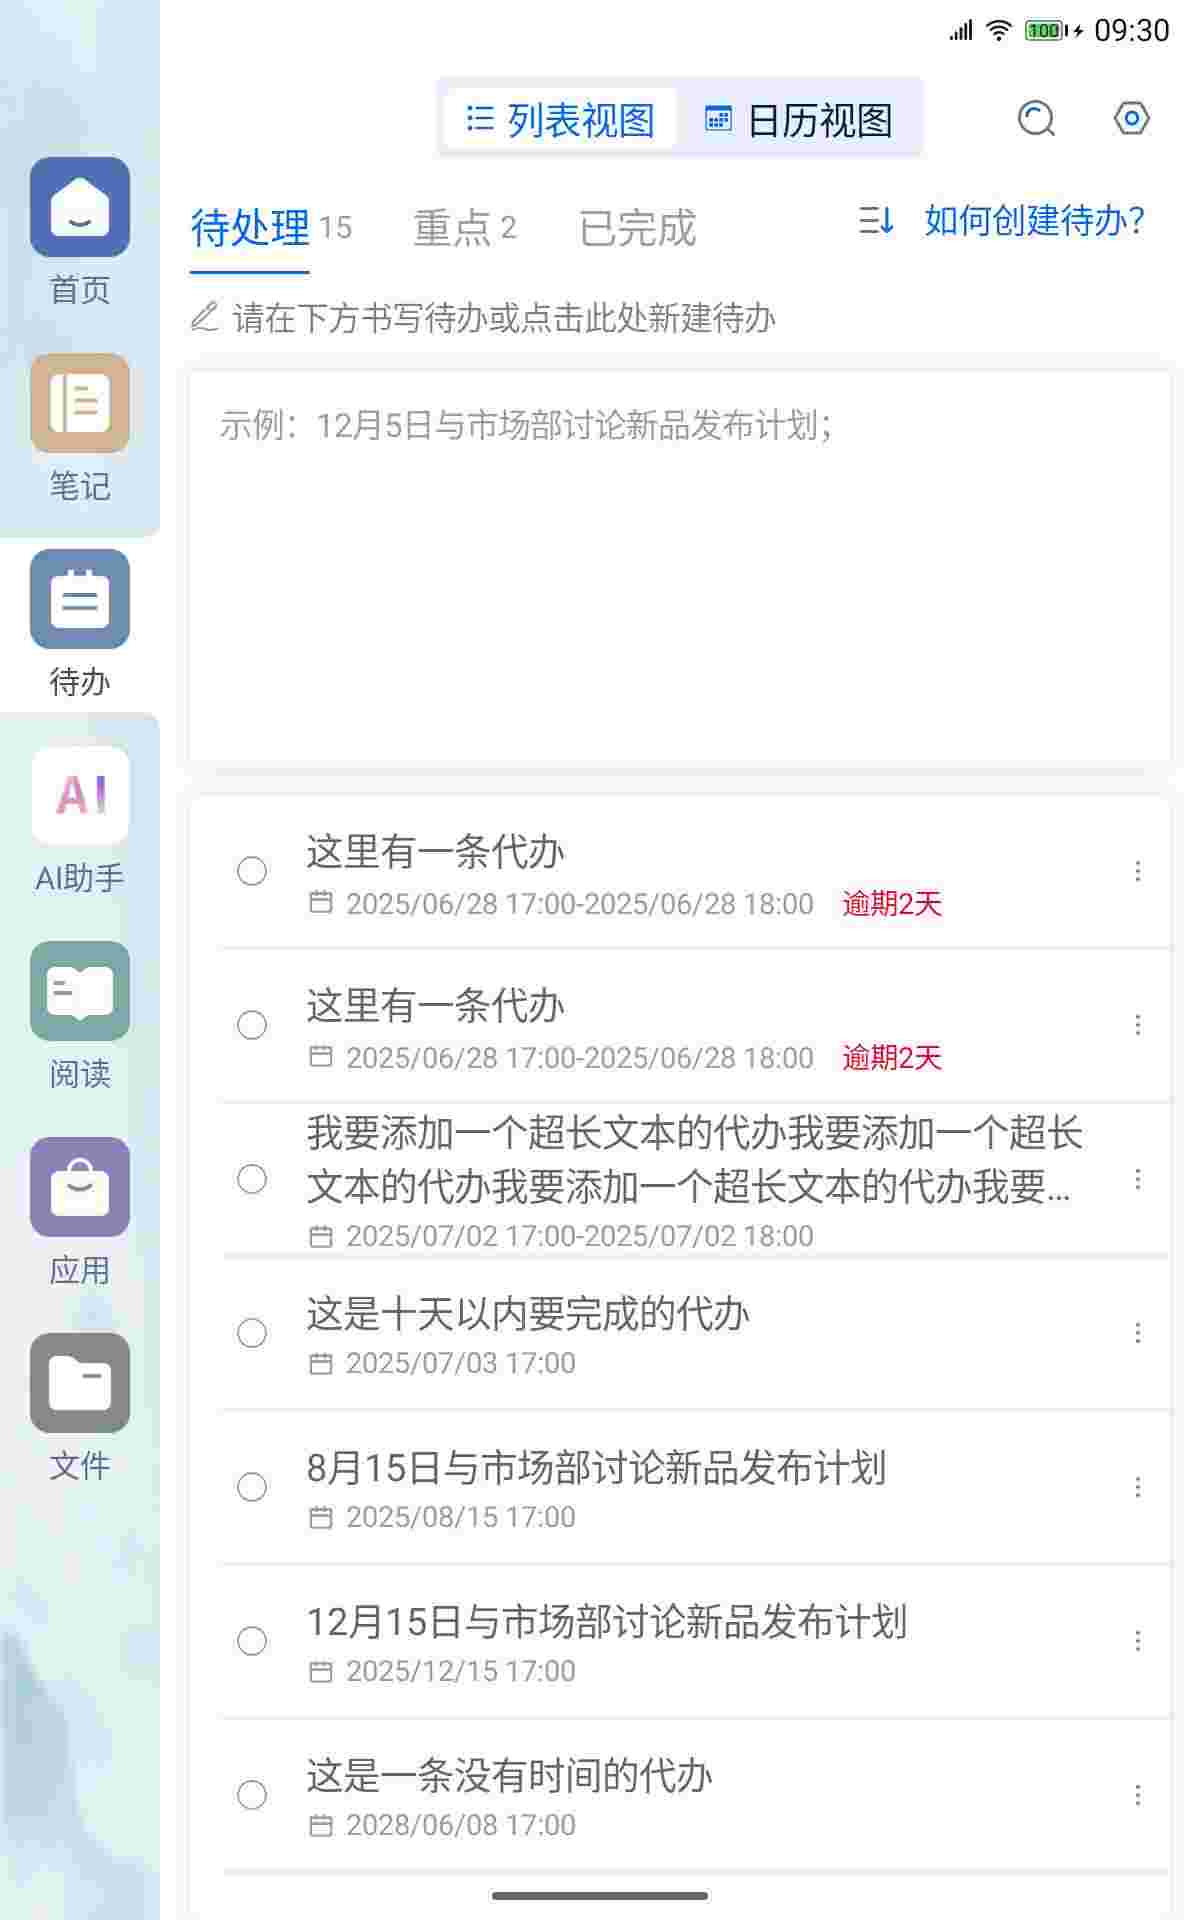 100 09:30
列表视图 日历视图
待处理 15 重点 2 已完成 如何创建待办?
请在下方书写待办或点击此处新建待办
示例：12月5日与市场部讨论新品发布计划；
首页
笔记
待办
AI
AI助手
阅读
应用
文件
这里有一条代办
2025/06/28 17:00-2025/06/28 18:00 逾期2天
这里有一条代办
2025/06/28 17:00-2025/06/28 18:00 逾期2天
我要添加一个超长文本的代办我要添加一个超长
文本的代办我要添加一个超长文本的代办我要...
2025/07/02 17:00-2025/07/02 18:00
这是十天以内要完成的代办
2025/07/03 17:00
8月15日与市场部讨论新品发布计划
2025/08/15 17:00
12月15日与市场部讨论新品发布计划
2025/12/15 17:00
这是一条没有时间的代办
2028/06/08 17:00